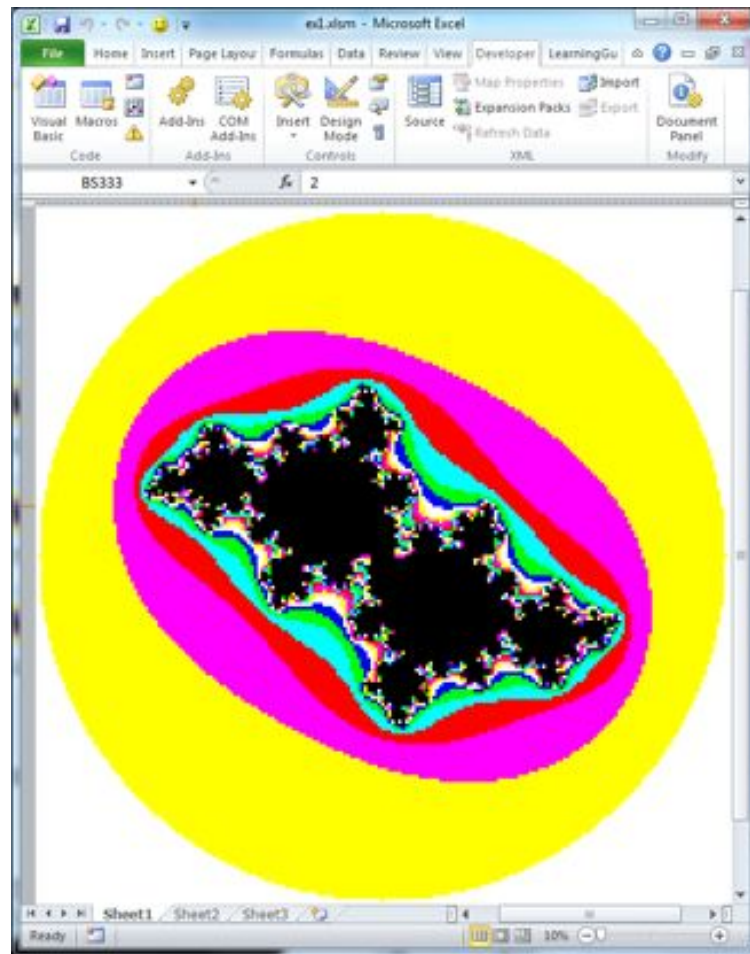 ex1.xlsm - Microsoft Excel
File Home Insert Page Layour Formulas Data Review View Developer LearningGu
Visual Basic Macros Add-Ins COM Add-Ins Insert Design Mode Source Map Properties Import
Expansion Packs Export
Refresh Data
Document Panel
Code Add-Ins Controls XML Modify
BS333 fx 2
Sheet1 Sheet2 Sheet3
Ready 10%